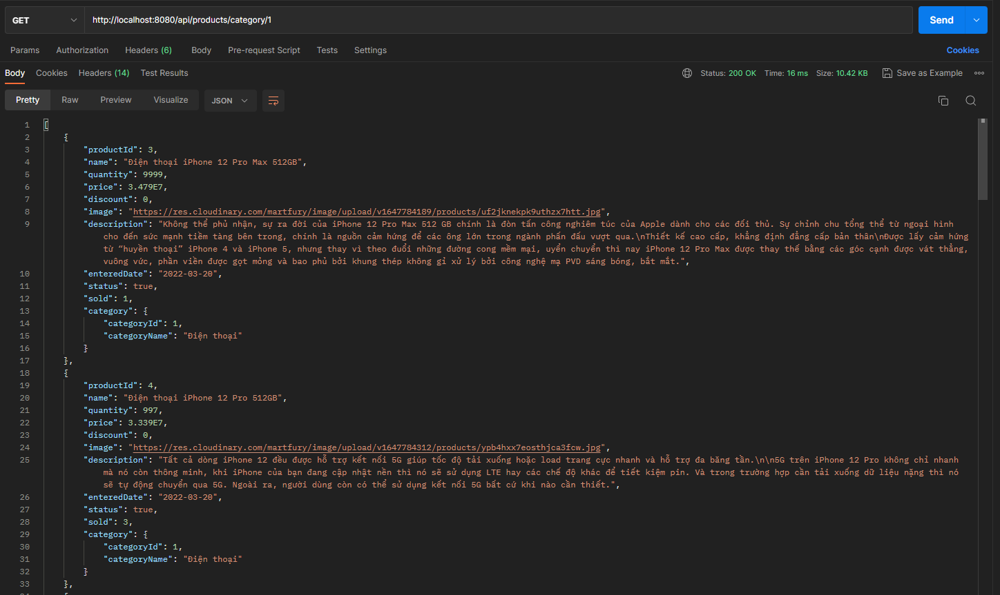 GET http://localhost:8080/api/products/category/1 Send
Params Authorization Headers (6) Body Pre-request Script Tests Settings Cookies
Body Cookies Headers (14) Test Results Status: 200 OK Time: 16 ms Size: 10.42 KB Save as Example
Pretty Raw Preview Visualize JSON
1 [
2 {
3 "productId": 3,
4 "name": "Điện thoại iPhone 12 Pro Max 512GB",
5 "quantity": 9999,
6 "price": 3.479E7,
7 "discount": 0,
8 "image": "https://res.cloudinary.com/martfury/image/upload/v1647784189/products/uf2jknekpk9uthzx7htt.jpg",
9 "description": "Không thể phủ nhận, sự ra đời của iPhone 12 Pro Max 512 GB chính là đòn tấn công nghiêm túc của Apple dành cho các đối thủ. Sự chỉnh chu tổng thể từ ngoại hình
cho đến sức mạnh tiềm tàng bên trong, chính là nguồn cảm hứng để các ông lớn trong ngành phấn đấu vượt qua.\nThiết kế cao cấp, khẳng định đẳng cấp bản thân\nĐược lấy cảm hứng
từ “huyền thoại” iPhone 4 và iPhone 5, nhưng thay vì theo đuổi những đường cong mềm mại, uyển chuyển thì nay iPhone 12 Pro Max được thay thế bằng các góc cạnh được vát thẳng,
vuông vức, phần viền được gọt mỏng và bao phủ bởi khung thép không gỉ xử lý bởi công nghệ mạ PVD sáng bóng, bắt mắt.",
10 "enteredDate": "2022-03-20",
11 "status": true,
12 "sold": 1,
13 "category": {
14 "categoryId": 1,
15 "categoryName": "Điện thoại"
16 }
17 },
18 {
19 "productId": 4,
20 "name": "Điện thoại iPhone 12 Pro 512GB",
21 "quantity": 997,
22 "price": 3.339E7,
23 "discount": 0,
24 "image": "https://res.cloudinary.com/martfury/image/upload/v1647784312/products/ypb4hxx7eosthjca3fcw.jpg",
25 "description": "Tất cả dòng iPhone 12 đều được hỗ trợ kết nối 5G giúp tốc độ tải xuống hoặc load trang cực nhanh và hỗ trợ đa băng tần.\n\n5G trên iPhone 12 Pro không chỉ nhanh
mà nó còn thông minh, khi iPhone của bạn đang cập nhật nền thì nó sẽ sử dụng LTE hay các chế độ khác để tiết kiệm pin. Và trong trường hợp cần tải xuống dữ liệu nặng thì nó
sẽ tự động chuyển qua 5G. Ngoài ra, người dùng còn có thể sử dụng kết nối 5G bất cứ khi nào cần thiết.",
26 "enteredDate": "2022-03-20",
27 "status": true,
28 "sold": 3,
29 "category": {
30 "categoryId": 1,
31 "categoryName": "Điện thoại"
32 }
33 },